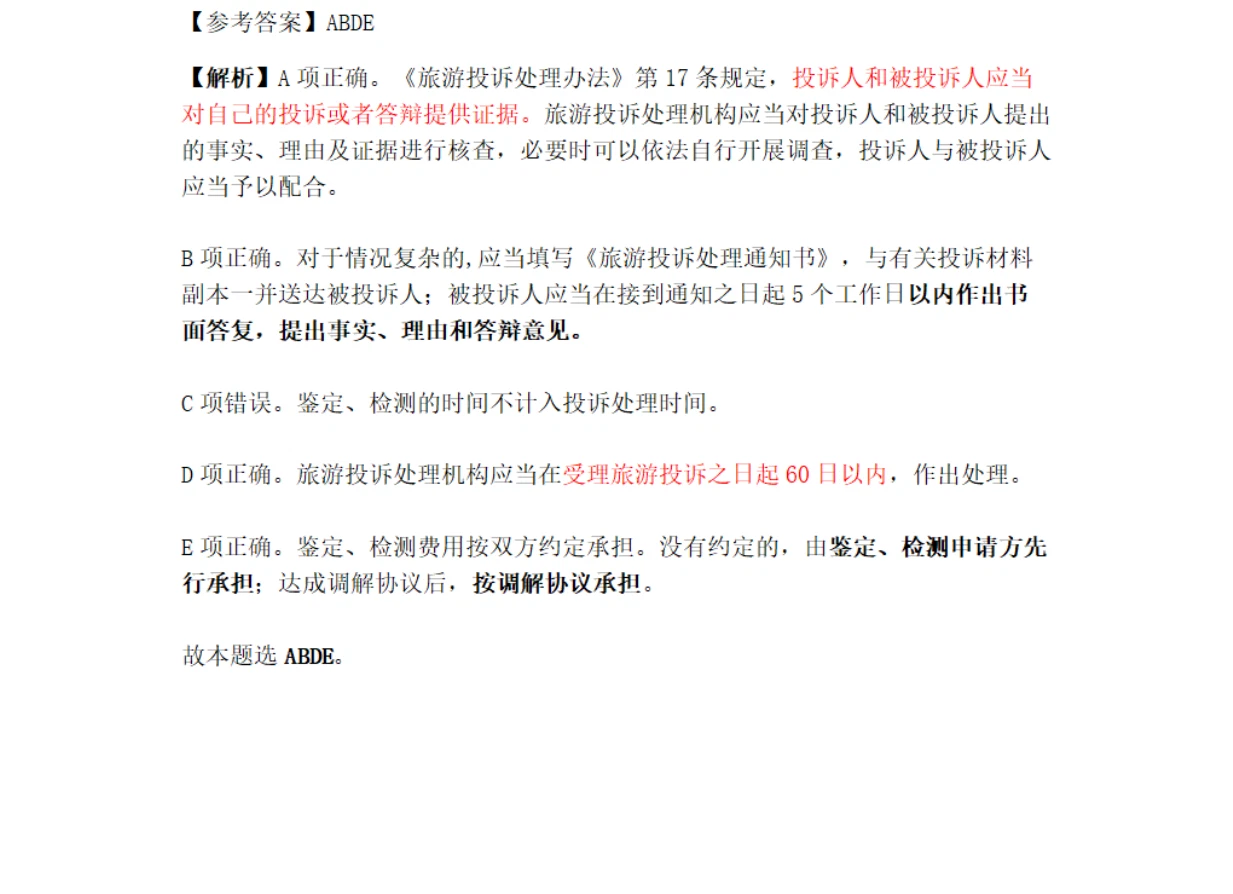 【参考答案】ABDE
【解析】A 项正确。《旅游投诉处理办法》第 17 条规定，投诉人和被投诉人应当
对自己的投诉或者答辩提供证据。旅游投诉处理机构应当对投诉人和被投诉人提出
的事实、理由及证据进行核查，必要时可以依法自行开展调查，投诉人与被投诉人
应当予以配合。
B 项正确。对于情况复杂的,应当填写《旅游投诉处理通知书》，与有关投诉材料
副本一并送达被投诉人；被投诉人应当在接到通知之日起 5 个工作日以内作出书
面答复，提出事实、理由和答辩意见。
C 项错误。鉴定、检测的时间不计入投诉处理时间。
D 项正确。旅游投诉处理机构应当在受理旅游投诉之日起 60 日以内，作出处理。
E 项正确。鉴定、检测费用按双方约定承担。没有约定的，由鉴定、检测申请方先
行承担；达成调解协议后，按调解协议承担。
故本题选 ABDE。